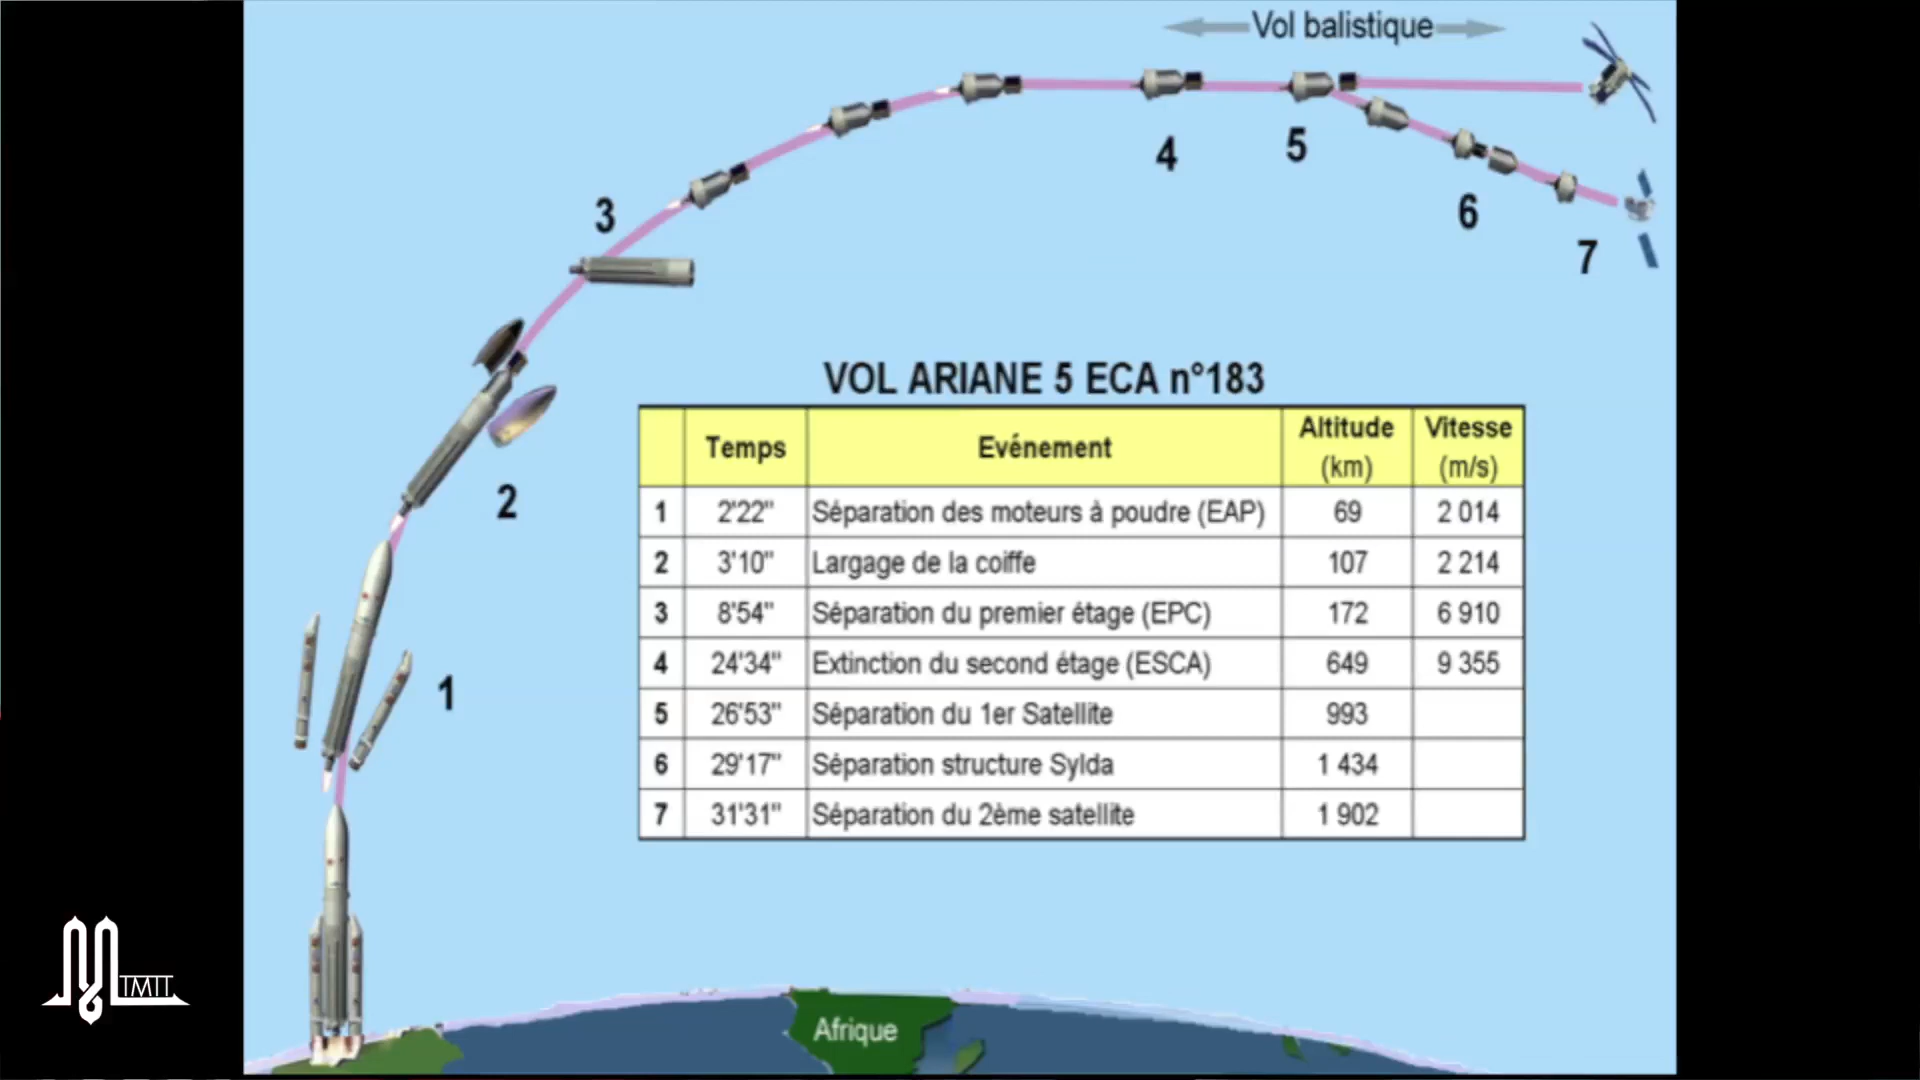 Vol balistique
4
5
3
6
7
2
1
VOL ARIANE 5 ECA n°183
Temps Evénement Altitude (km) Vitesse (m/s)
1 2'22" Séparation des moteurs à poudre (EAP) 69 2 014
2 3'10" Largage de la coiffe 107 2 214
3 8'54" Séparation du premier étage (EPC) 172 6 910
4 24'34" Extinction du second étage (ESCA) 649 9 355
5 26'53" Séparation du 1er Satellite 993
6 29'17" Séparation structure Sylda 1 434
7 31'31" Séparation du 2ème satellite 1 902
Afrique
TMIT